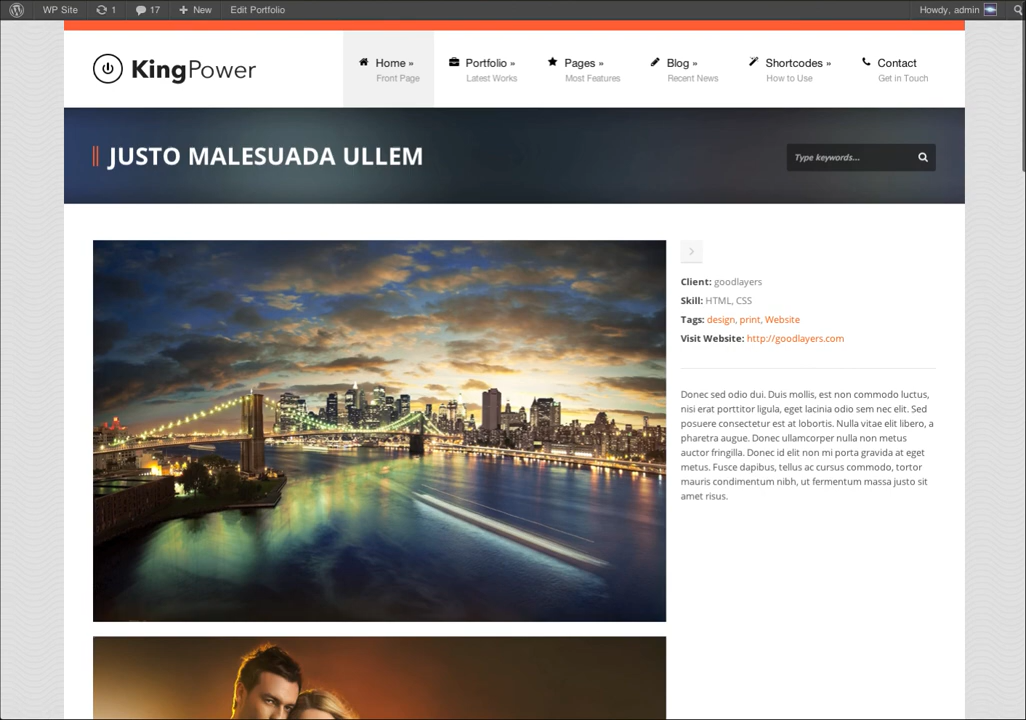 WP Site 1 17 New Edit Portfolio Howdy, admin
KingPower
Home » Portfolio » Pages » Blog » Shortcodes » Contact
Front Page Latest Works Most Features Recent News How to Use Get in Touch
JUSTO MALESUADA ULLEM
Type keywords...
Client: goodlayers
Skill: HTML, CSS
Tags: design, print, Website
Visit Website: http://goodlayers.com
Donec sed odio dui. Duis mollis, est non commodo luctus,
nisi erat porttitor ligula, eget lacinia odio sem nec elit. Sed
posuere consectetur est at lobortis. Nulla vitae elit libero, a
pharetra augue. Donec ullamcorper nulla non metus
auctor fringilla. Donec id elit non mi porta gravida at eget
metus. Fusce dapibus, tellus ac cursus commodo, tortor
mauris condimentum nibh, ut fermentum massa justo sit
amet risus.